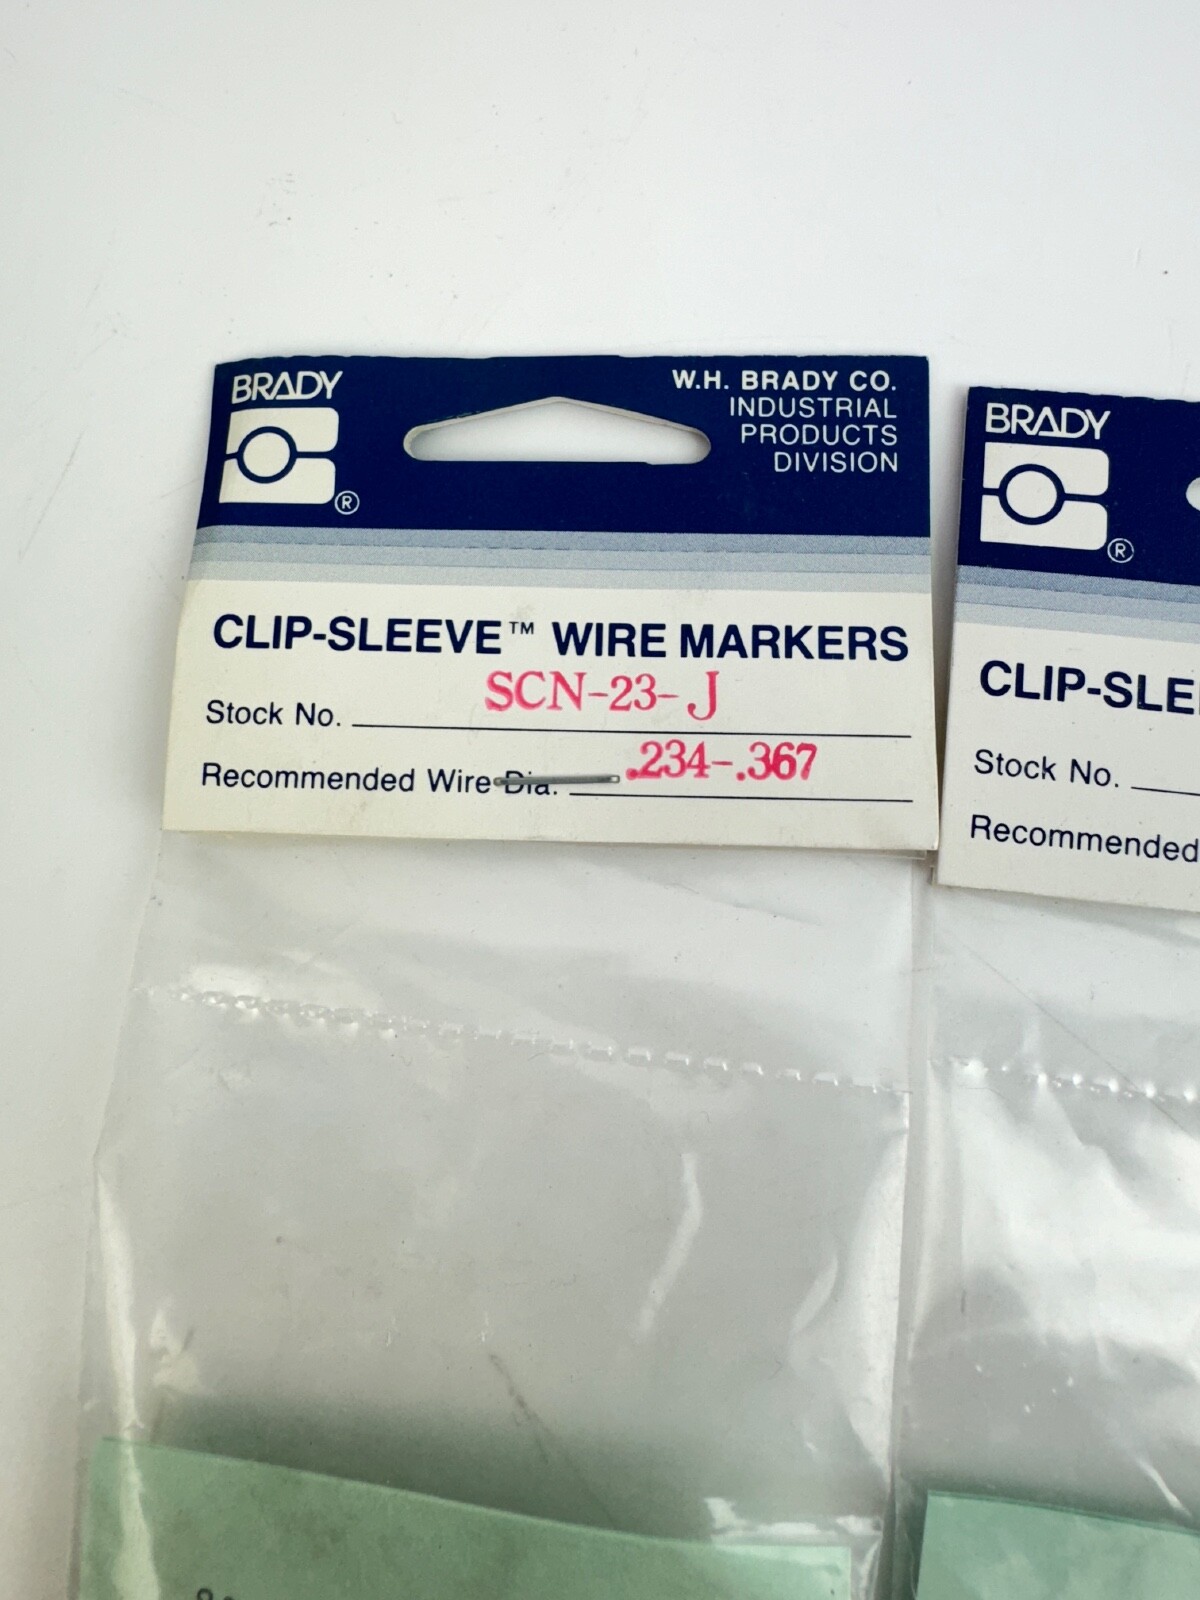 BRADY
®
W.H. BRADY CO.
INDUSTRIAL
PRODUCTS
DIVISION
CLIP-SLEEVE™ WIRE MARKERS
Stock No. SCN-23-J
Recommended Wire Dia. .234-.367
BRADY
®
CLIP-SLE
Stock No.
Recommended